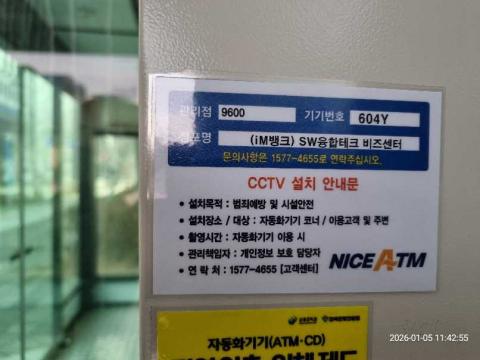 관리점 9600 기기번호 604Y
점포명 (iM뱅크) SW융합테크 비즈센터
문의사항은 1577-4655로 연락주십시오.
CCTV 설치 안내문
• 설치목적 : 범죄예방 및 시설안전
• 설치장소 / 대상 : 자동화기기 코너 / 이용고객 및 주변
• 촬영시간 : 자동화기기 이용 시
• 관리책임자 : 개인정보 보호 담당자
• 연 락 처 : 1577-4655 [고객센터]
NICE ATM
자동화기기(ATM·CD)
2026-01-05 11:42:55